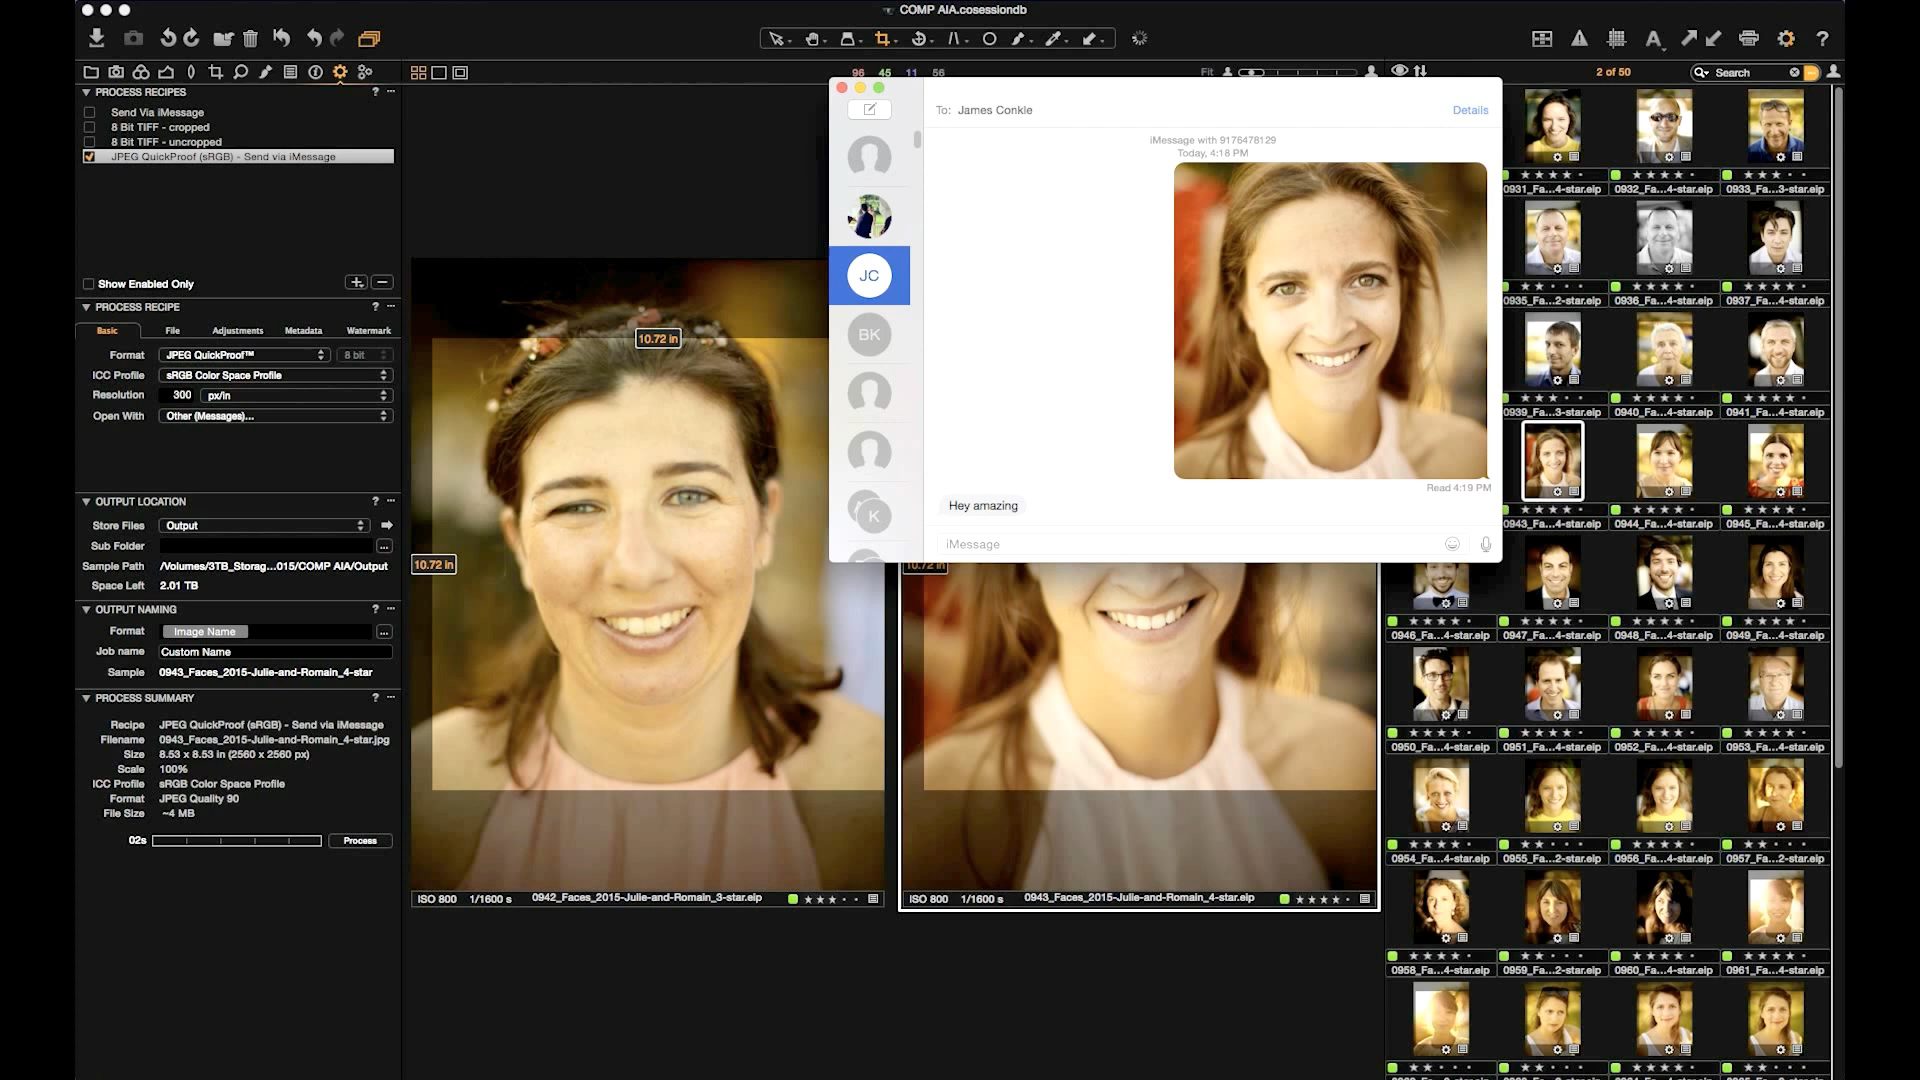 COMP AIA.cosessiondb
96 45 11 56
Fit
2 of 50
Search
PROCESS RECIPES
Send Via iMessage
8 Bit TIFF - cropped
8 Bit TIFF - uncropped
JPEG QuickProof (sRGB) - Send via iMessage
Show Enabled Only
PROCESS RECIPE
Basic File Adjustments Metadata Watermark
Format JPEG QuickProof™ 8 bit
ICC Profile sRGB Color Space Profile
Resolution 300 px/in
Open With Other (Messages)...
OUTPUT LOCATION
Store Files Output
Sub Folder
Sample Path /Volumes/3TB_Storag...015/COMP AIA/Output
Space Left 2.01 TB
OUTPUT NAMING
Format Image Name
Job name Custom Name
Sample 0943_Faces_2015-Julie-and-Romain_4-star
PROCESS SUMMARY
Recipe JPEG QuickProof (sRGB) - Send via iMessage
Filename 0943_Faces_2015-Julie-and-Romain_4-star.jpg
Size 8.53 x 8.53 in (2560 x 2560 px)
Scale 100%
ICC Profile sRGB Color Space Profile
Format JPEG Quality 90
File Size ~4 MB
02s Process
10.72 in
10.72 in
10.72 in
ISO 800 1/1600 s 0942_Faces_2015-Julie-and-Romain_3-star.eip
ISO 800 1/1600 s 0943_Faces_2015-Julie-and-Romain_4-star.eip
JC
BK
K
To: James Conkle Details
iMessage with 9176478129
Today, 4:18 PM
Read 4:19 PM
Hey amazing
iMessage
0931_Fa...4-star.eip 0932_Fa...4-star.eip 0933_Fa...3-star.eip
0935_Fa...2-star.eip 0936_Fa...4-star.eip 0937_Fa...4-star.eip
0939_Fa...3-star.eip 0940_Fa...4-star.eip 0941_Fa...4-star.eip
0943_Fa...4-star.eip 0944_Fa...4-star.eip 0945_Fa...4-star.eip
0946_Fa...4-star.eip 0947_Fa...4-star.eip 0948_Fa...4-star.eip 0949_Fa...4-star.eip
0950_Fa...4-star.eip 0951_Fa...4-star.eip 0952_Fa...4-star.eip 0953_Fa...4-star.eip
0954_Fa...4-star.eip 0955_Fa...2-star.eip 0956_Fa...4-star.eip 0957_Fa...2-star.eip
0958_Fa...4-star.eip 0959_Fa...2-star.eip 0960_Fa...4-star.eip 0961_Fa...4-star.eip